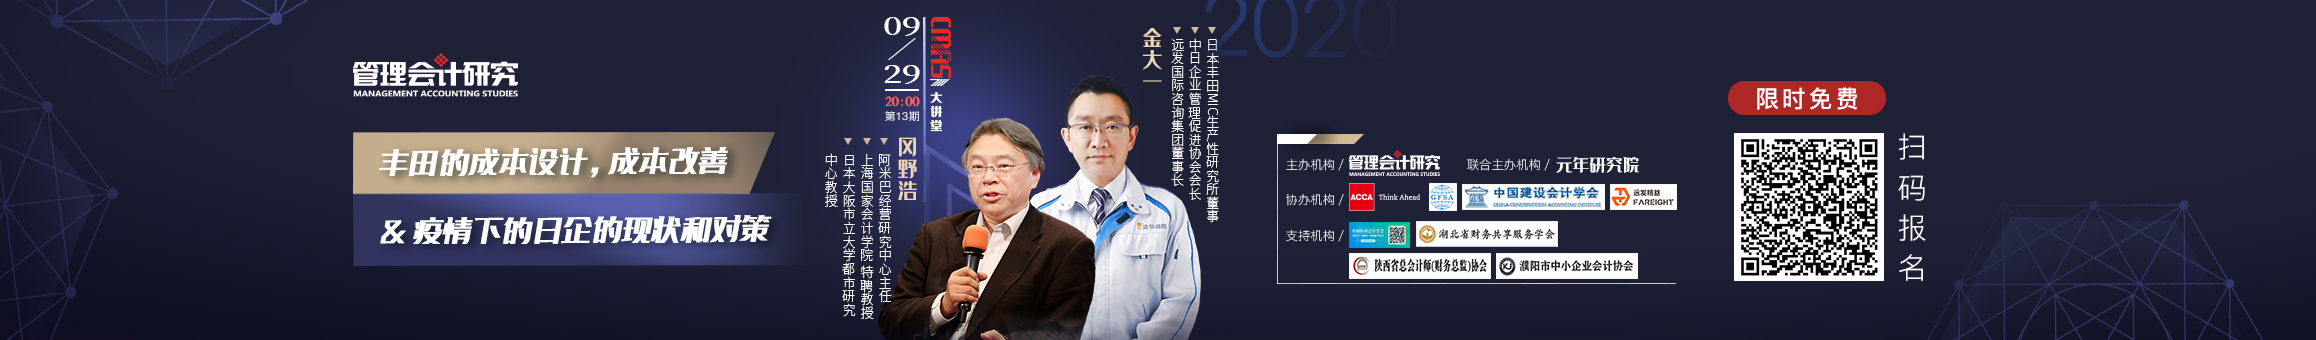 管理会计研究
MANAGEMENT ACCOUNTING STUDIES
丰田的成本设计，成本改善
& 疫情下的日企的现状和对策
09
29
20:00
第13期
CMAS
大讲堂
冈野浩
阿米巴经营研究中心主任
上海国家会计学院 特聘教授
日本大阪市立大学都市研究
中心教授
金大一
日本丰田MIC生产性研究所董事
中日企业管理促进协会会长
远发国际咨询集团董事长
2020
主办机构 /
管理会计研究
MANAGEMENT ACCOUNTING STUDIES
联合主办机构 /
元年研究院
协办机构 /
ACCA
Think Ahead
GFSA
中国建设会计学会
CHINA CONSTRUCTION ACCOUNTING INSTITUTE
远发精益
FAREIGHT
支持机构 /
湖北省财务共享服务学会
陕西省总会计师(财务总监)协会
濮阳市中小企业会计协会
限时免费
扫码报名